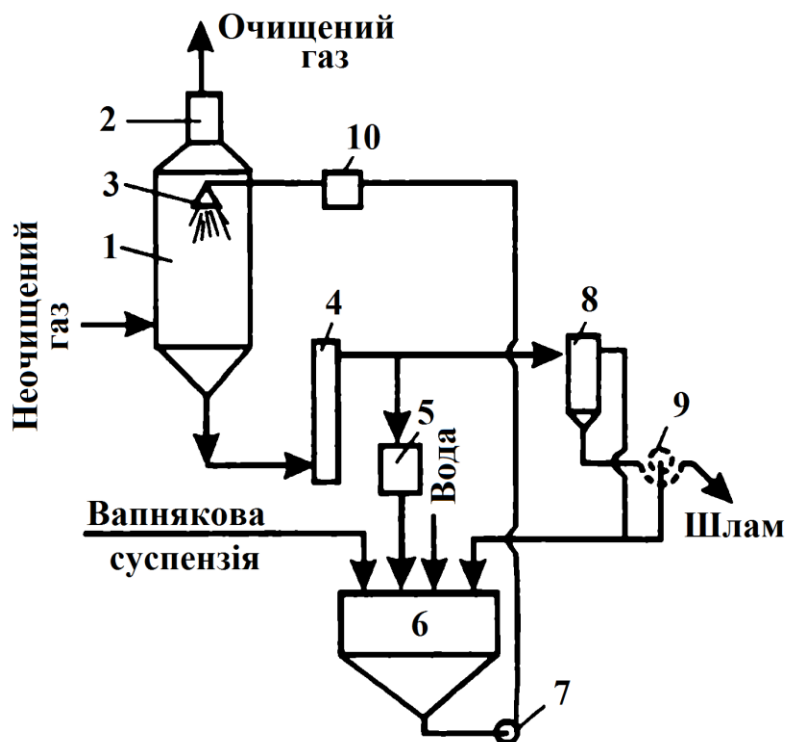 Очищений
газ
2
10
3
1
Неочищений
газ
4
8
5
Вода
9
Шлам
Вапнякова
суспензія
6
7